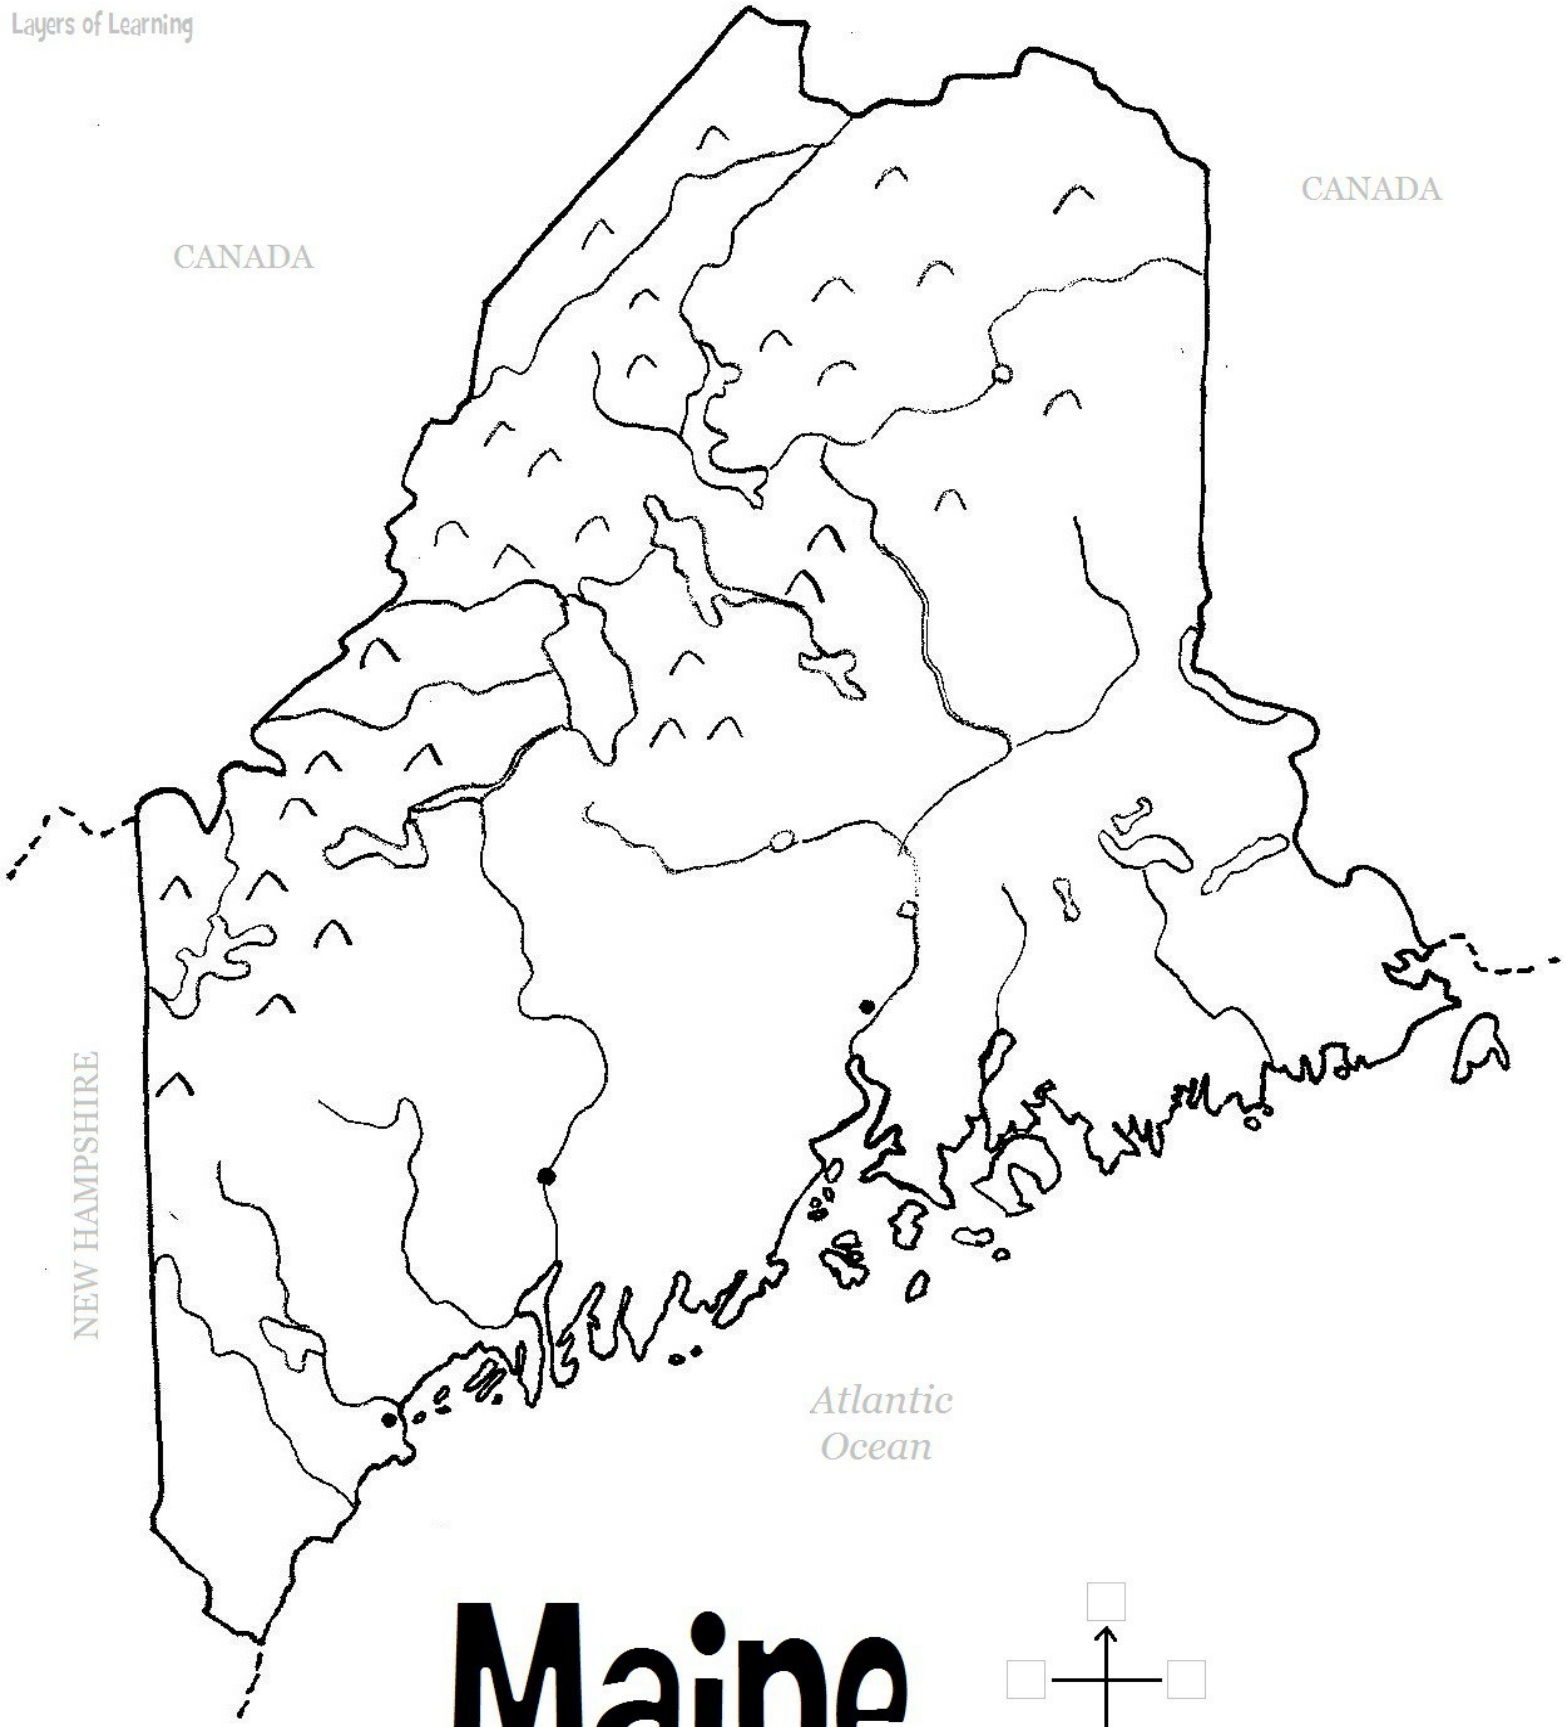 Layers of Learning
CANADA
CANADA
NEW HAMPSHIRE
Atlantic
Ocean
Maine